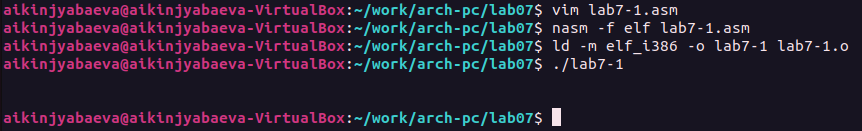 aikinjyabaeva@aikinjyabaeva-VirtualBox:~/work/arch-pc/lab07$ vim lab7-1.asm
aikinjyabaeva@aikinjyabaeva-VirtualBox:~/work/arch-pc/lab07$ nasm -f elf lab7-1.asm
aikinjyabaeva@aikinjyabaeva-VirtualBox:~/work/arch-pc/lab07$ ld -m elf_i386 -o lab7-1 lab7-1.o
aikinjyabaeva@aikinjyabaeva-VirtualBox:~/work/arch-pc/lab07$ ./lab7-1
aikinjyabaeva@aikinjyabaeva-VirtualBox:~/work/arch-pc/lab07$